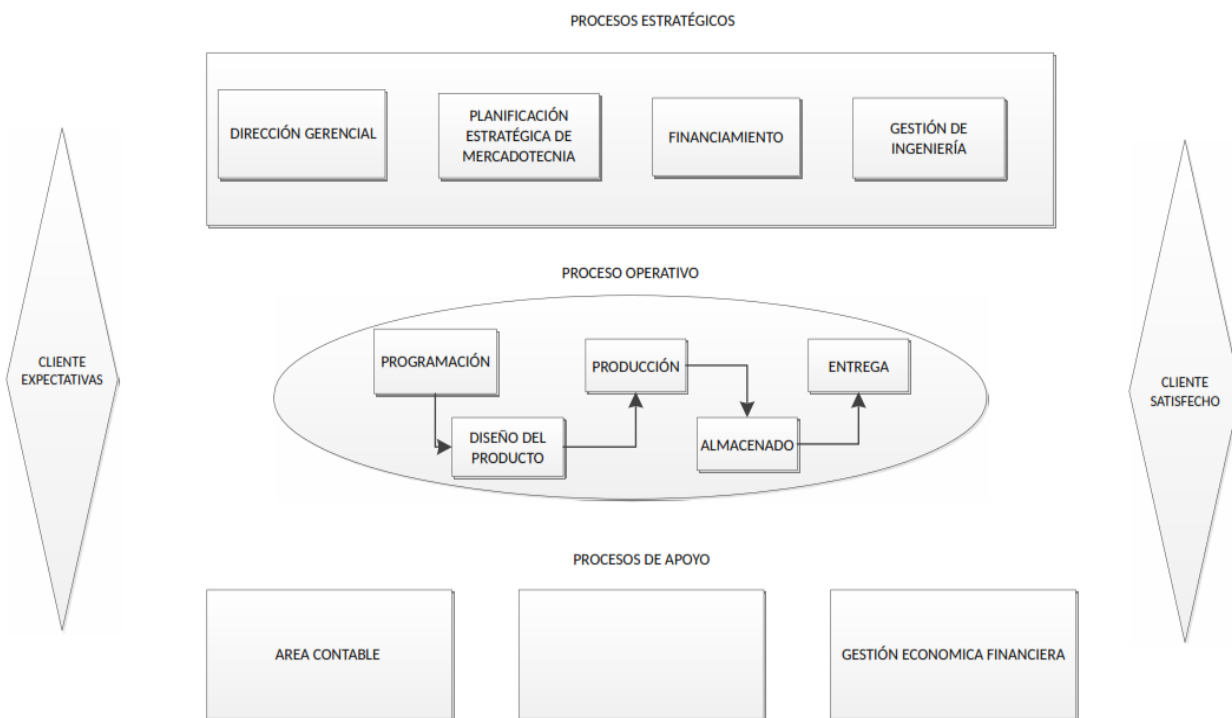 PROCESOS ESTRATÉGICOS
DIRECCIÓN GERENCIAL
PLANIFICACIÓN
ESTRATÉGICA DE
MERCADOTECNIA
FINANCIAMIENTO
GESTIÓN DE
INGENIERÍA
CLIENTE
EXPECTATIVAS
PROCESO OPERATIVO
PROGRAMACIÓN
DISEÑO DEL
PRODUCTO
PRODUCCIÓN
ALMACENADO
ENTREGA
CLIENTE
SATISFECHO
PROCESOS DE APOYO
AREA CONTABLE
GESTIÓN ECONOMICA FINANCIERA